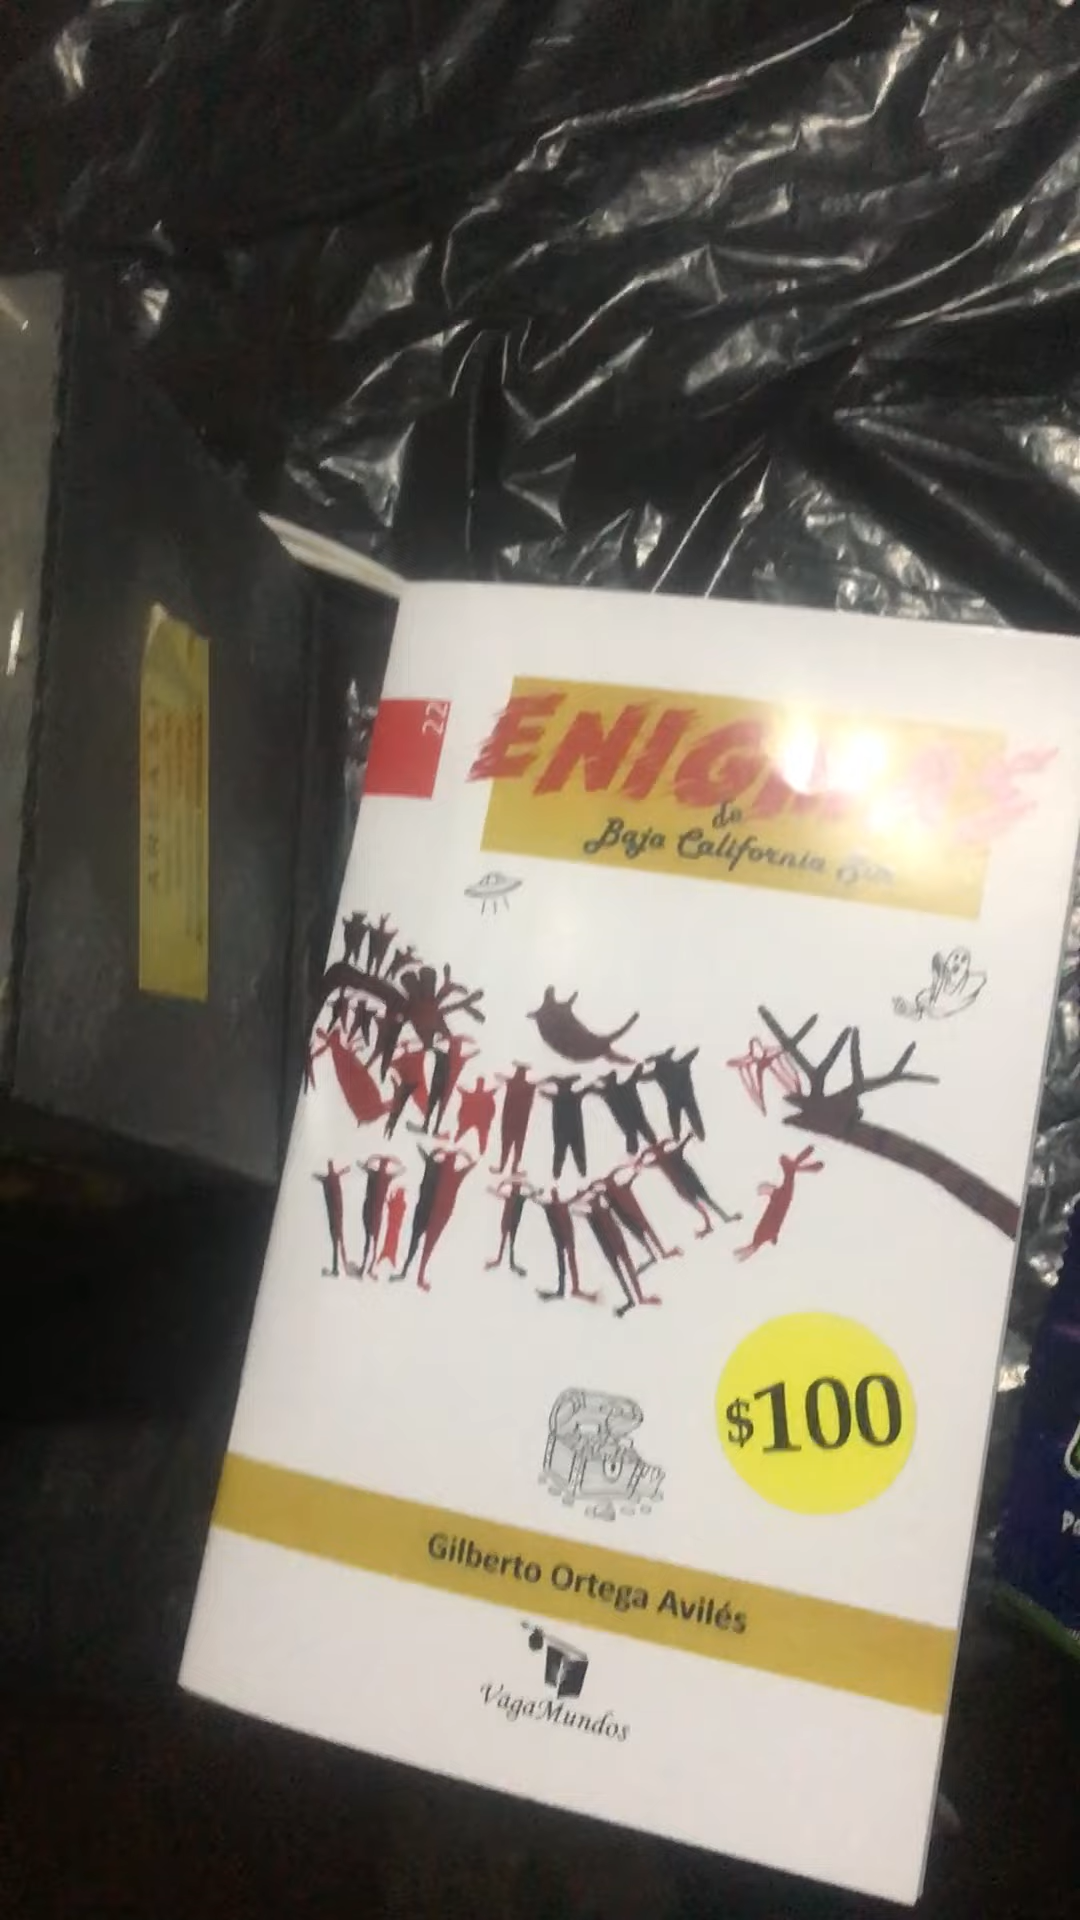 22
ENIGMAS
de
Baja California Sur
$100
Gilberto Ortega Avilés
VagaMundos